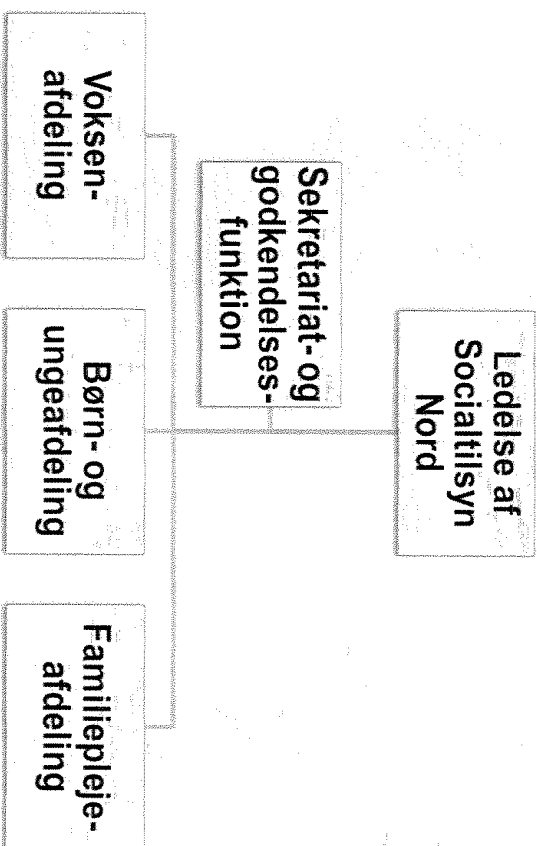 Ledelse af
Socialtilsyn
Nord
Sekretariat- og
godkendelses-
funktion
Voksen-
afdeling
Børn- og
ungeafdeling
Familiepleje-
afdeling